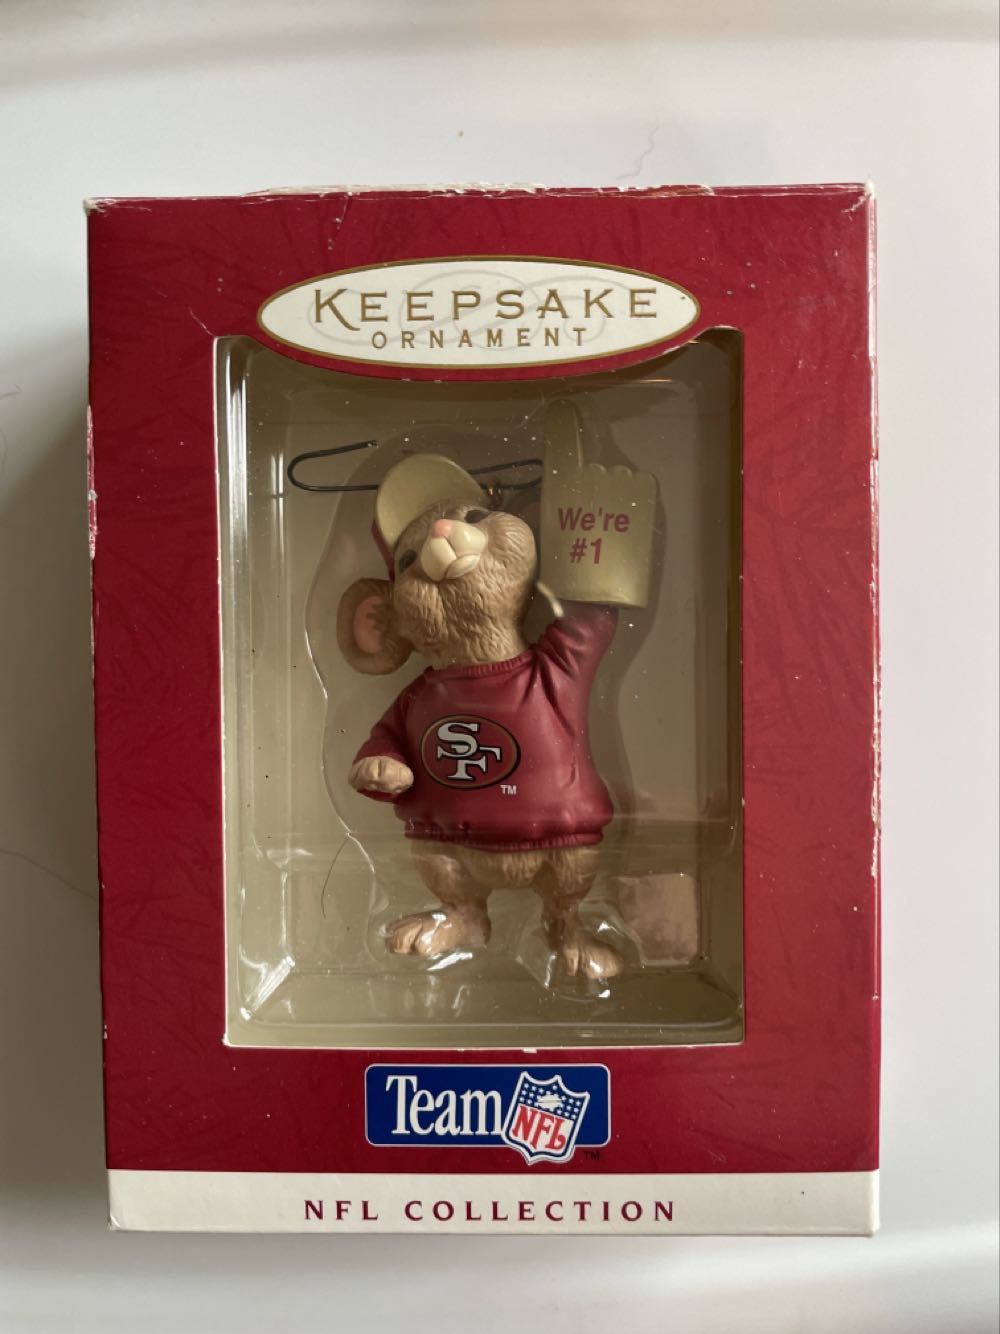 KEEPSAKE
ORNAMENT
We're
#1
SF
TM
Team NFL
TM
NFL COLLECTION